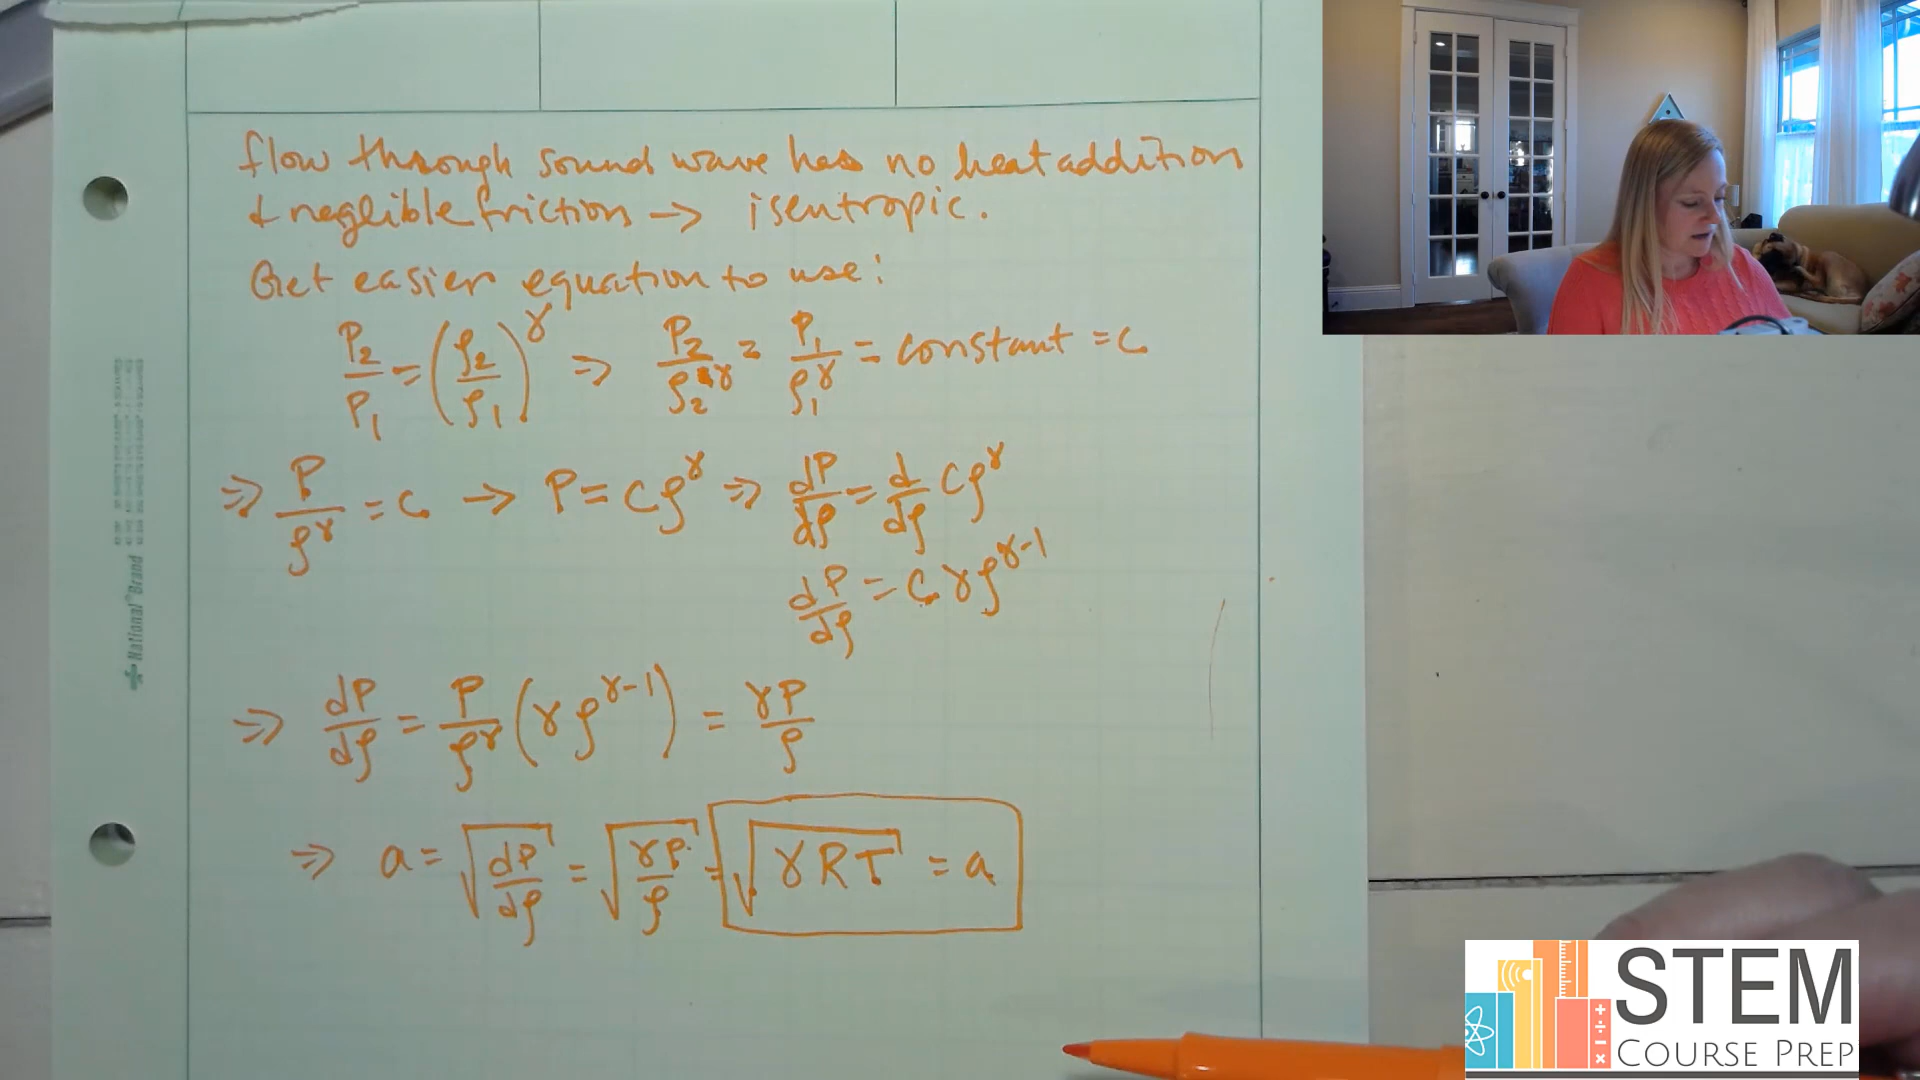 flow through sound wave has no heat addition
& neglible friction → isentropic.
Get easier equation to use:
P₂/P₁ = (ρ₂/ρ₁)^γ ⇒ P₂/ρ₂^γ = P₁/ρ₁^γ = constant = c
⇒ P/ρ^γ = c → P = cρ^γ ⇒ dP/dρ = d/dρ cρ^γ
dP/dρ = cγρ^(γ-1)
⇒ dP/dρ = P/ρ^γ (γρ^(γ-1)) = γP/ρ
⇒ a = √(dP/dρ) = √(γP/ρ) = √(γRT) = a
National® Brand
STEM
COURSE PREP